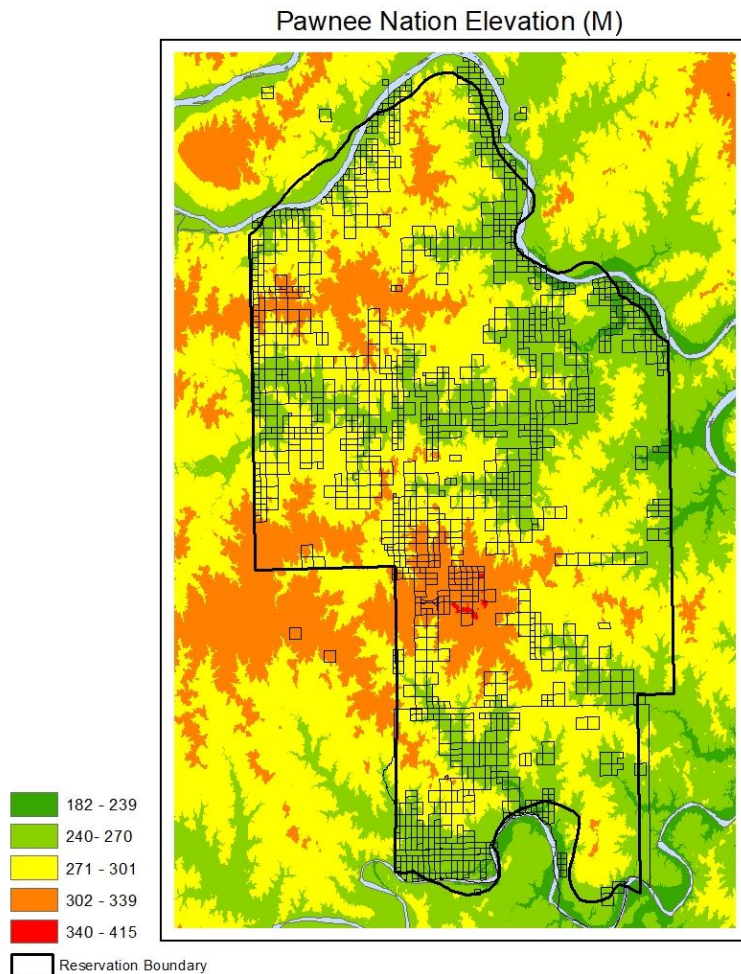 Pawnee Nation Elevation (M)
182 - 239
240- 270
271 - 301
302 - 339
340 - 415
Reservation Boundary